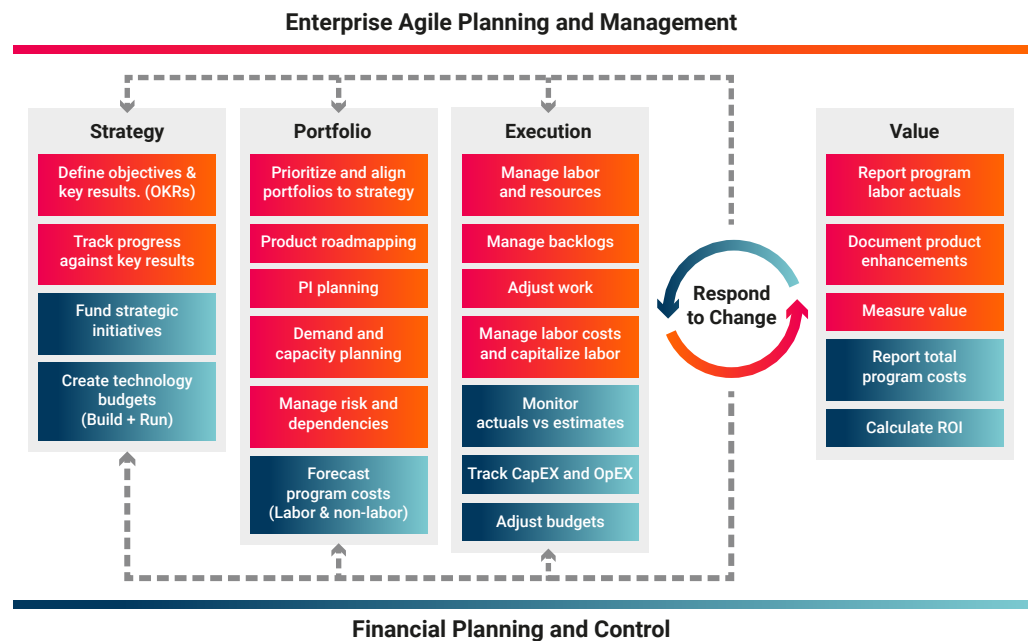 Enterprise Agile Planning and Management
Strategy
Define objectives &
key results. (OKRs)
Track progress
against key results
Fund strategic
initiatives
Create technology
budgets
(Build + Run)
Portfolio
Prioritize and align
portfolios to strategy
Product roadmapping
PI planning
Demand and
capacity planning
Manage risk and
dependencies
Forecast
program costs
(Labor & non-labor)
Execution
Manage labor
and resources
Manage backlogs
Adjust work
Manage labor costs
and capitalize labor
Monitor
actuals vs estimates
Track CapEX and OpEX
Adjust budgets
Respond
to Change
Value
Report program
labor actuals
Document product
enhancements
Measure value
Report total
program costs
Calculate ROI
Financial Planning and Control